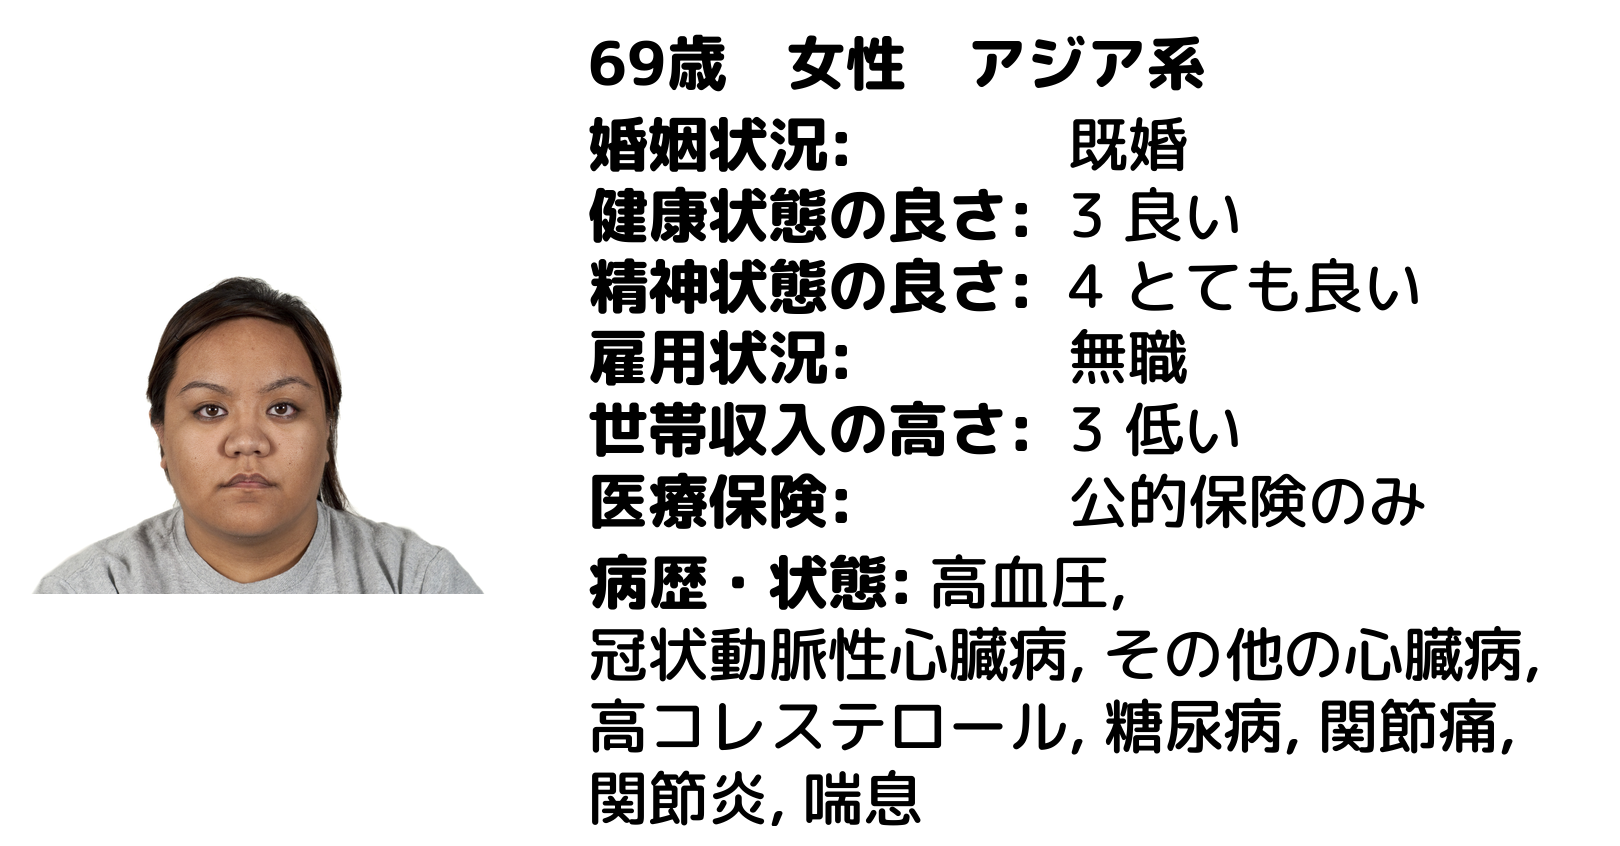 69歳　女性　アジア系
婚姻状況: 既婚
健康状態の良さ: 3 良い
精神状態の良さ: 4 とても良い
雇用状況: 無職
世帯収入の高さ: 3 低い
医療保険: 公的保険のみ
病歴・状態: 高血圧,
冠状動脈性心臓病, その他の心臓病,
高コレステロール, 糖尿病, 関節痛,
関節炎, 喘息